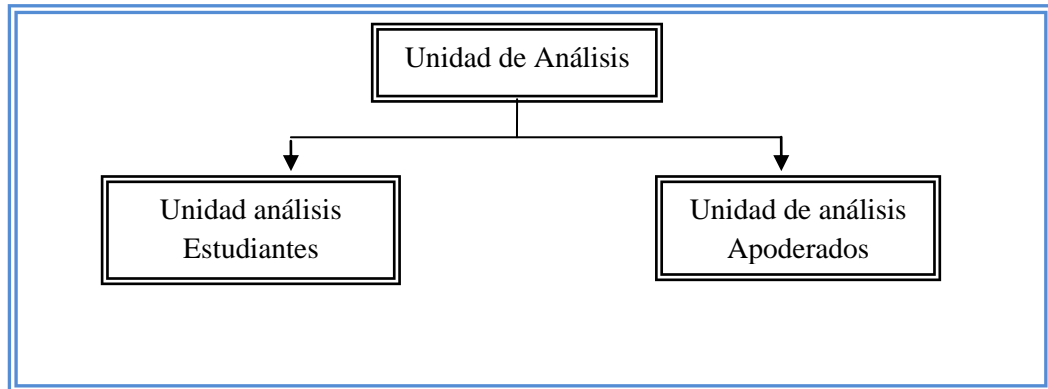 Unidad de Análisis
Unidad análisis
Estudiantes
Unidad de análisis
Apoderados